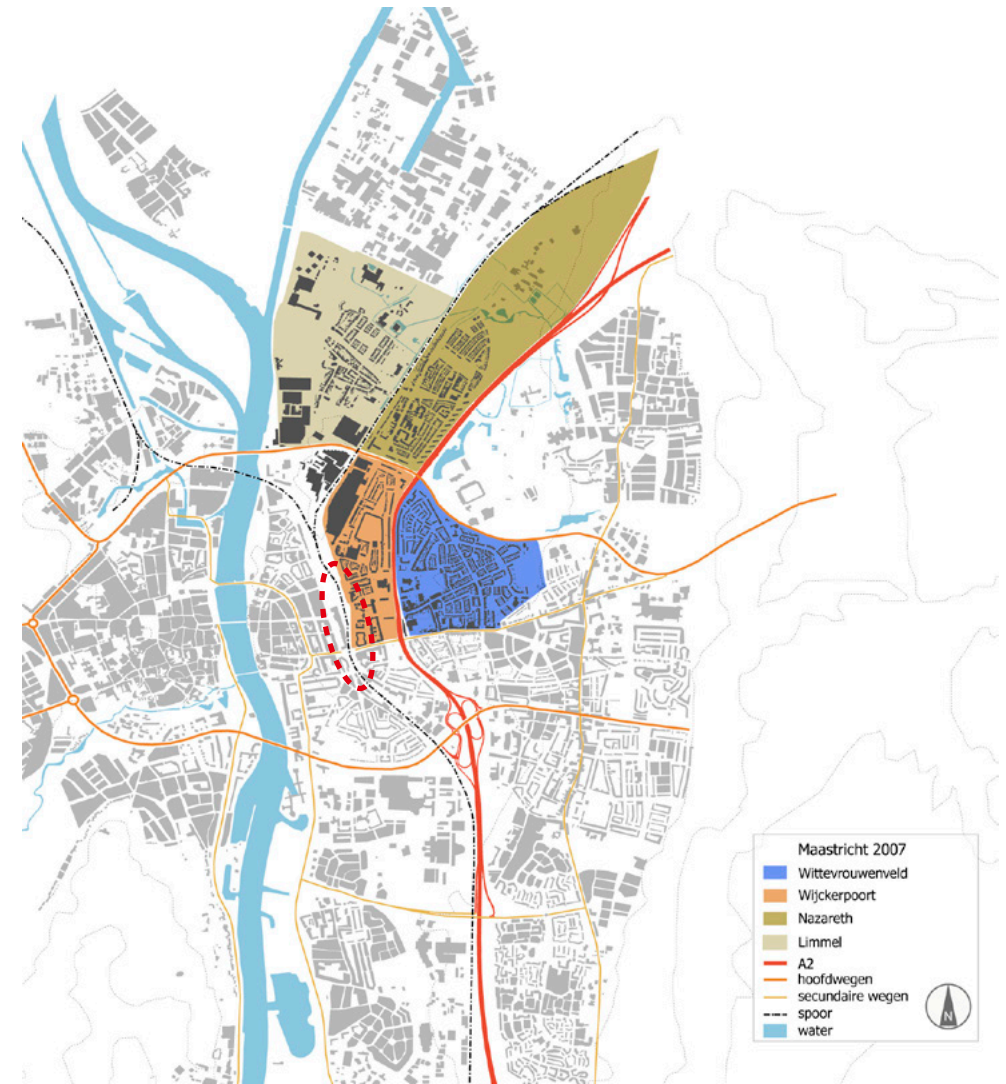 Maastricht 2007
Wittevrouwenveld
Wijckerpoort
Nazareth
Limmel
A2
hoofdwegen
secundaire wegen
spoor
water
N